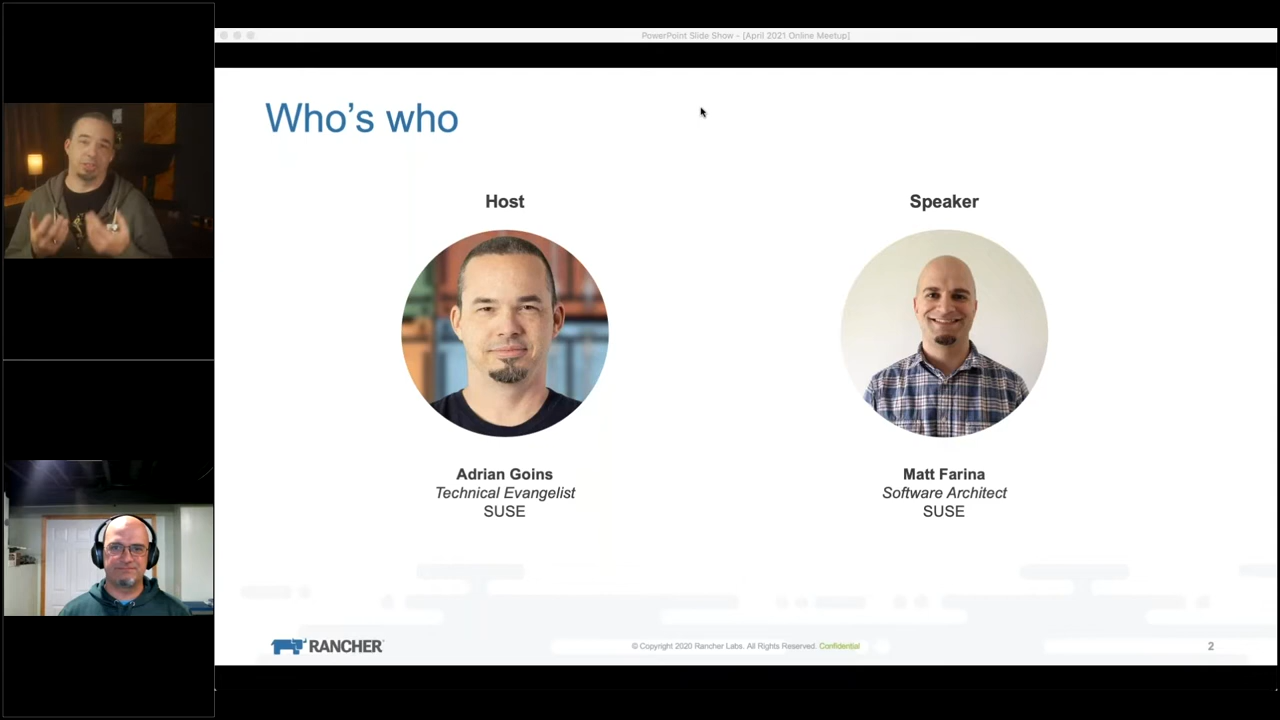 PowerPoint Slide Show - [April 2021 Online Meetup]
Who's who
Host
Speaker
Adrian Goins
Technical Evangelist
SUSE
Matt Farina
Software Architect
SUSE
RANCHER
© Copyright 2020 Rancher Labs. All Rights Reserved. Confidential
2